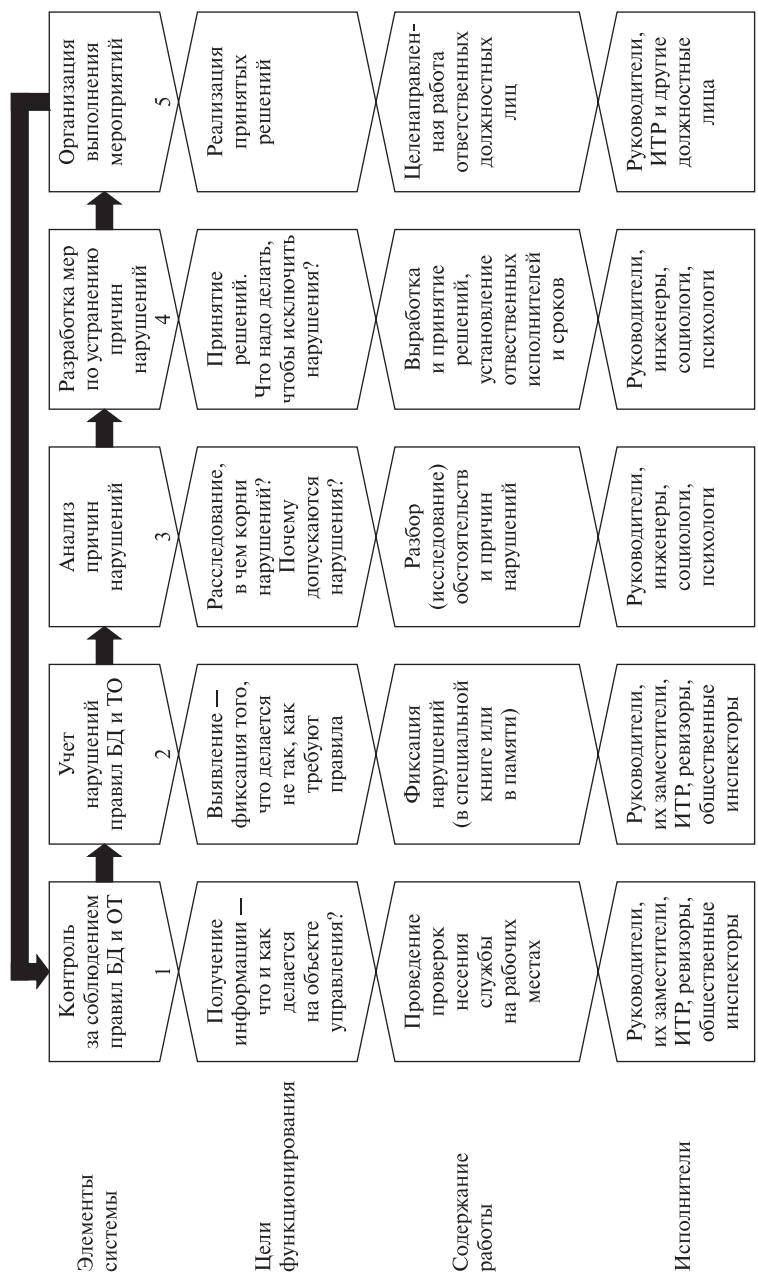 Элементы
системы
Контроль
за соблюдением
правил БД и ОТ
1
Учет
нарушений
правил БД и ТО
2
Анализ
причин
нарушений
3
Разработка мер
по устранению
причин
нарушений
4
Организация
выполнения
мероприятий
5
Цели
функционирования
Получение
информации —
что и как
делается
на объекте
управления?
Выявление —
фиксация того,
что делается
не так, как
требуют
правила
Расследование,
в чем корни
нарушений?
Почему
допускаются
нарушения?
Принятие
решений.
Что надо делать,
чтобы исключить
нарушения?
Реализация
принятых
решений
Содержание
работы
Проведение
проверок
несения
службы
на рабочих
местах
Фиксация
нарушений
(в специальной
книге или
в памяти)
Разбор
(исследование)
обстоятельств
и причин
нарушений
Выработка
и принятие
решений,
установление
отвественных
исполнителей
и сроков
Целенаправлен-
ная работа
ответственных
должностных
лиц
Исполнители
Руководители,
их заместители,
ИТР, ревизоры,
общественные
инспекторы
Руководители,
их заместители,
ИТР, ревизоры,
общественные
инспекторы
Руководители,
инженеры,
социологи,
психологи
Руководители,
инженеры,
социологи,
психологи
Руководители,
ИТР и другие
должностные
лица